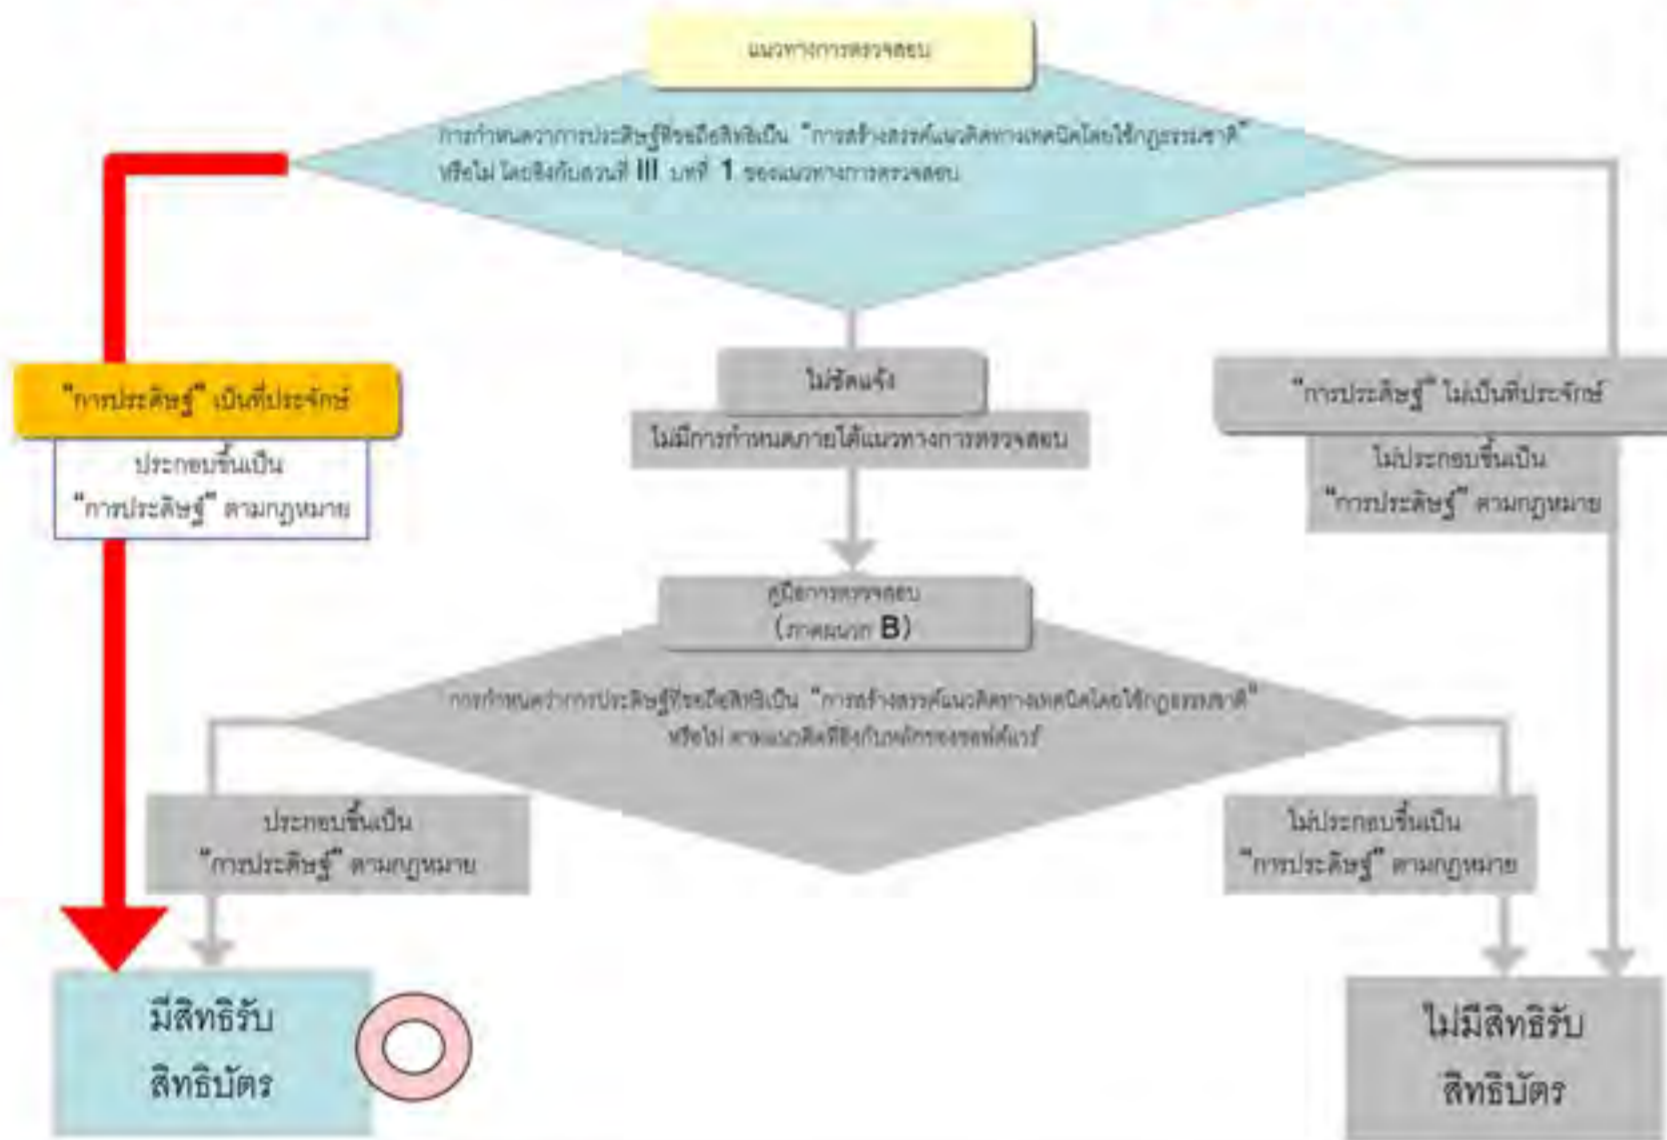 แนวทางการตรวจสอบ
การกำหนดว่าการประดิษฐ์ที่ขอถือสิทธิเป็น "การสร้างสรรค์แนวคิดทางเทคนิคโดยใช้กฎธรรมชาติ"
หรือไม่ โดยอิงกับส่วนที่ III บทที่ 1 ของแนวทางการตรวจสอบ
"การประดิษฐ์" เป็นที่ประจักษ์
ประกอบขึ้นเป็น
"การประดิษฐ์" ตามกฎหมาย
ไม่ชัดแจ้ง
ไม่มีการกำหนดภายใต้แนวทางการตรวจสอบ
"การประดิษฐ์" ไม่เป็นที่ประจักษ์
ไม่ประกอบขึ้นเป็น
"การประดิษฐ์" ตามกฎหมาย
คู่มือการตรวจสอบ
(ภาคผนวก B)
การกำหนดว่าการประดิษฐ์ที่ขอถือสิทธิเป็น "การสร้างสรรค์แนวคิดทางเทคนิคโดยใช้กฎธรรมชาติ"
หรือไม่ ตามแนวคิดที่อิงกับหลักของซอฟต์แวร์
ประกอบขึ้นเป็น
"การประดิษฐ์" ตามกฎหมาย
ไม่ประกอบขึ้นเป็น
"การประดิษฐ์" ตามกฎหมาย
มีสิทธิรับ
สิทธิบัตร
ไม่มีสิทธิรับ
สิทธิบัตร